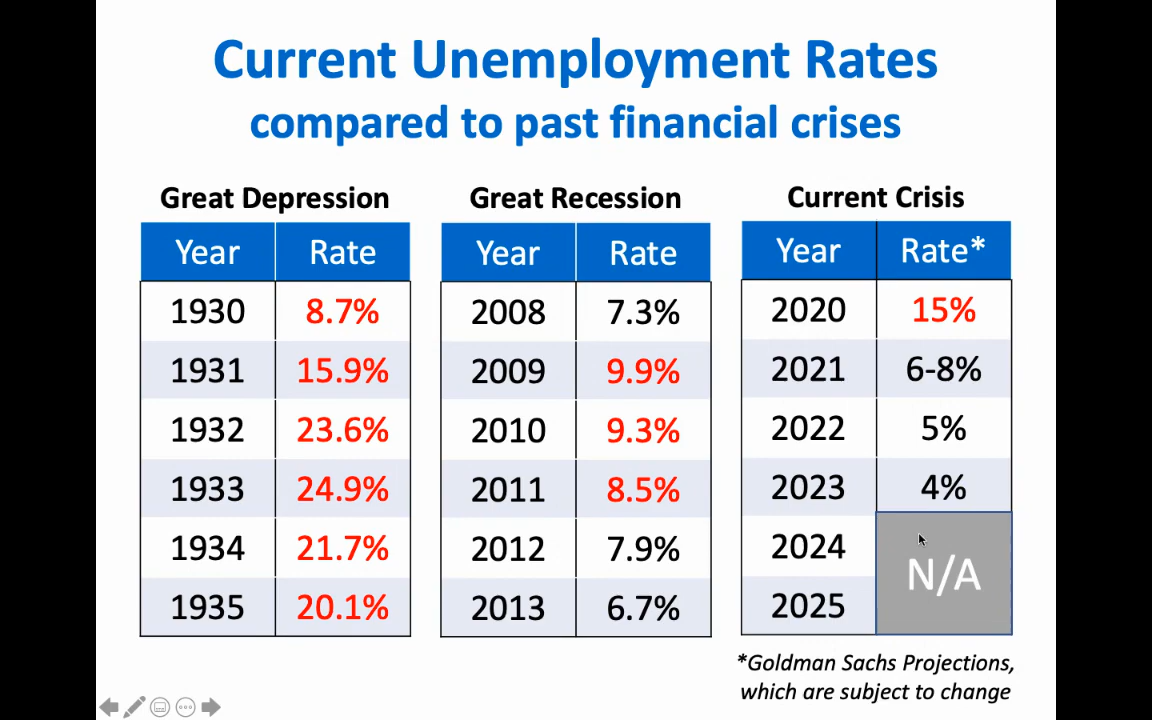 Current Unemployment Rates
compared to past financial crises
Great Depression
Year Rate
1930 8.7%
1931 15.9%
1932 23.6%
1933 24.9%
1934 21.7%
1935 20.1%
Great Recession
Year Rate
2008 7.3%
2009 9.9%
2010 9.3%
2011 8.5%
2012 7.9%
2013 6.7%
Current Crisis
Year Rate*
2020 15%
2021 6-8%
2022 5%
2023 4%
2024 N/A
2025
*Goldman Sachs Projections,
which are subject to change